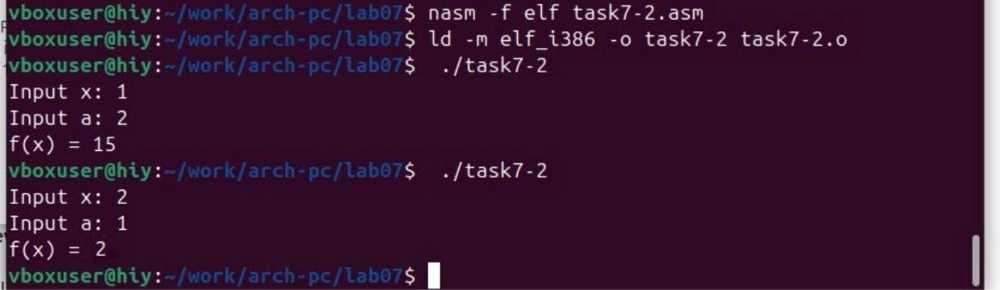 vboxuser@hiy:~/work/arch-pc/lab07$ nasm -f elf task7-2.asm
vboxuser@hiy:~/work/arch-pc/lab07$ ld -m elf_i386 -o task7-2 task7-2.o
vboxuser@hiy:~/work/arch-pc/lab07$  ./task7-2
Input x: 1
Input a: 2
f(x) = 15
vboxuser@hiy:~/work/arch-pc/lab07$  ./task7-2
Input x: 2
Input a: 1
f(x) = 2
vboxuser@hiy:~/work/arch-pc/lab07$